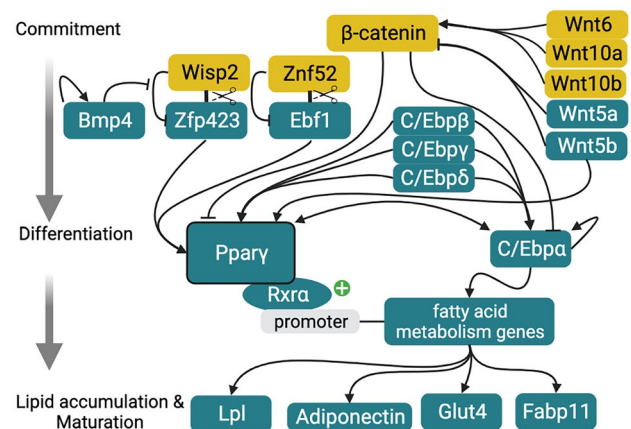 Commitment
β-catenin
Wnt6
Wnt10a
Wnt10b
Wnt5a
Wnt5b
Wisp2
Znf52
Bmp4
Zfp423
Ebf1
C/Ebpβ
C/Ebpγ
C/Ebpδ
Differentiation
Pparγ
C/Ebpα
Rxrα
+
promoter
fatty acid
metabolism genes
Lipid accumulation &
Maturation
Lpl
Adiponectin
Glut4
Fabp11